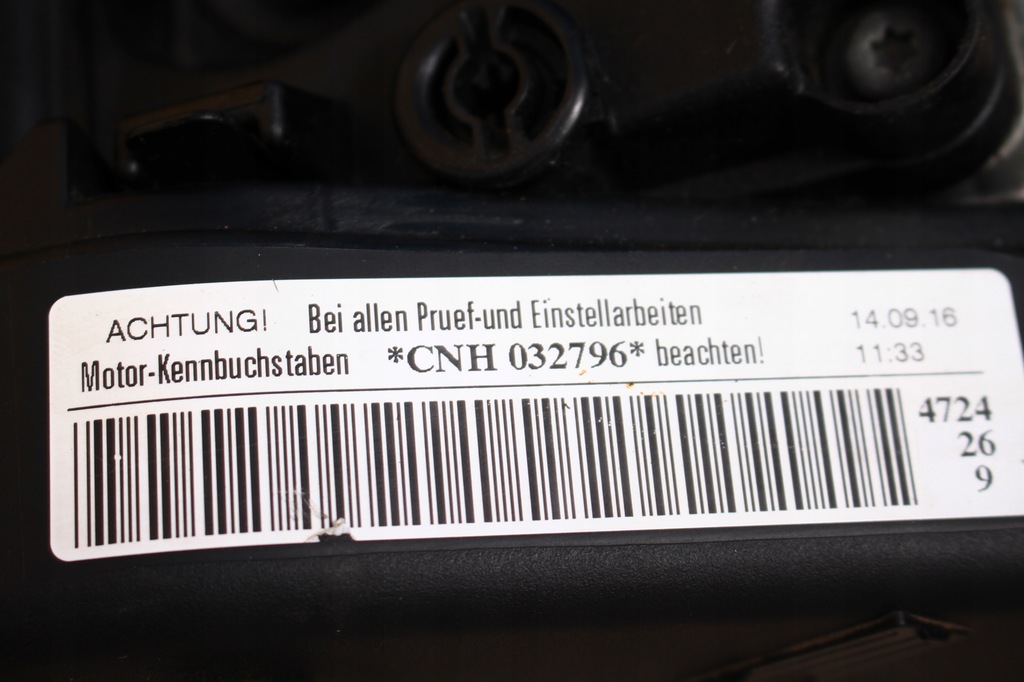 ACHTUNG! Bei allen Pruef-und Einstellarbeiten 14.09.16
Motor-Kennbuchstaben *CNH 032796* beachten! 11:33
4724
26
9